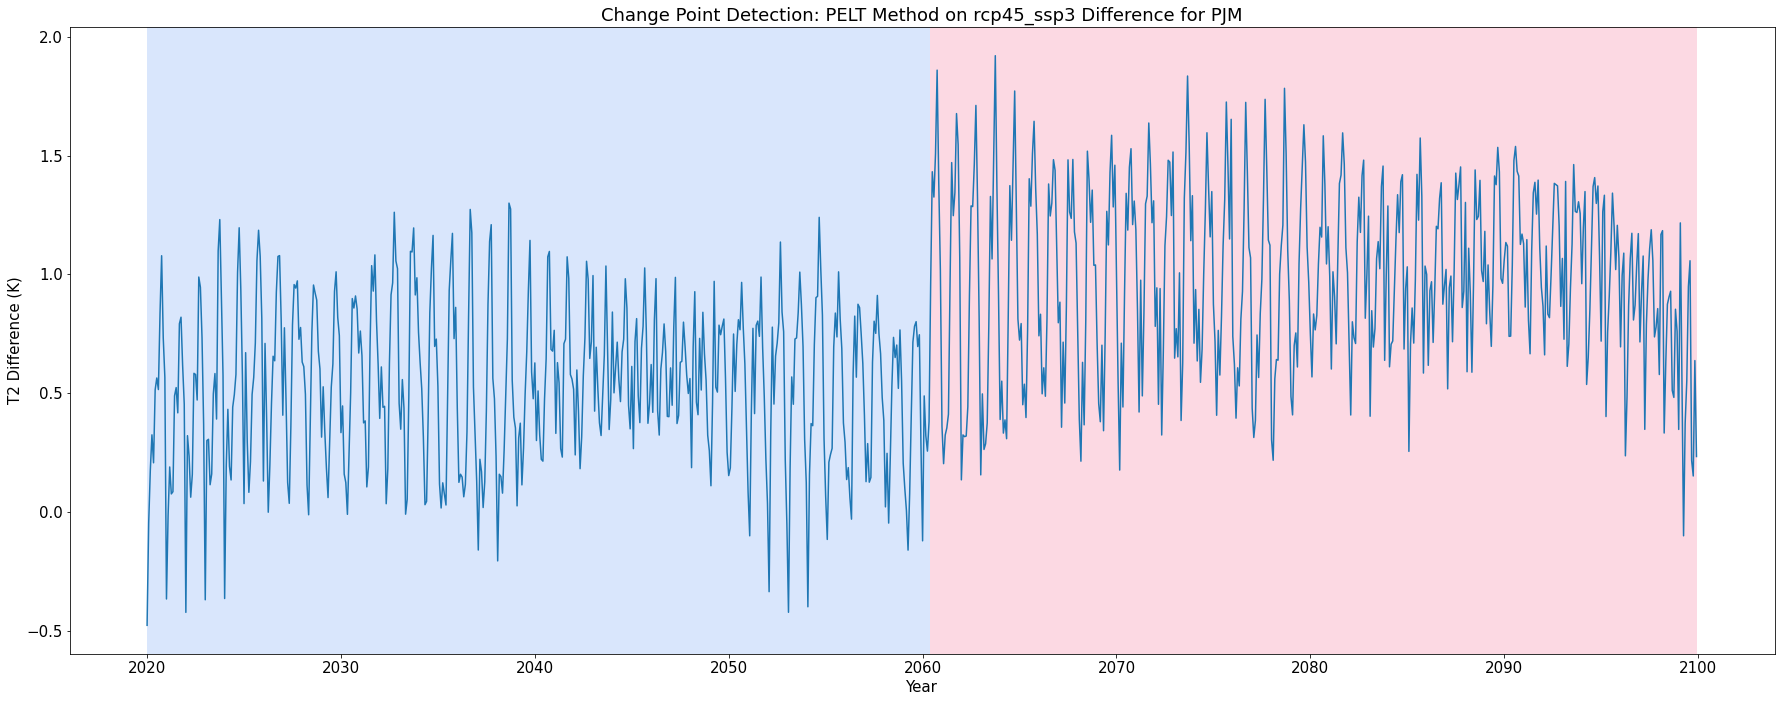 Change Point Detection: PELT Method on rcp45_ssp3 Difference for PJM
2.0
1.5
1.0
0.5
0.0
−0.5
T2 Difference (K)
2020 2030 2040 2050 2060 2070 2080 2090 2100
Year